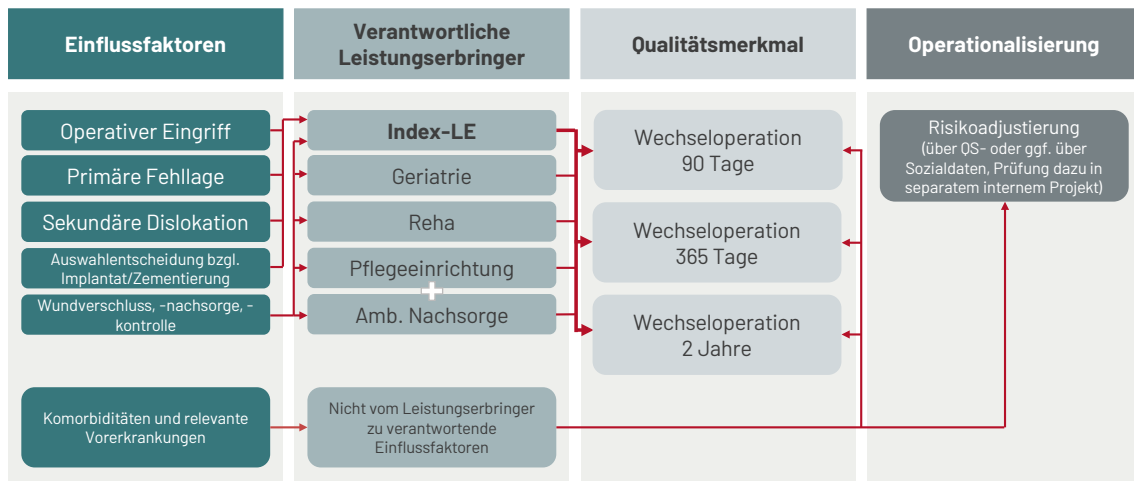 Einflussfaktoren
Verantwortliche
Leistungserbringer
Qualitätsmerkmal
Operationalisierung
Operativer Eingriff
Primäre Fehllage
Sekundäre Dislokation
Auswahlentscheidung bzgl.
Implantat/Zementierung
Wundverschluss, -nachsorge, -
kontrolle
Komorbiditäten und relevante
Vorerkrankungen
Index-LE
Geriatrie
Reha
Pflegeeinrichtung
Amb. Nachsorge
Nicht vom Leistungserbringer
zu verantwortende
Einflussfaktoren
Wechseloperation
90 Tage
Wechseloperation
365 Tage
Wechseloperation
2 Jahre
Risikoadjustierung
(über QS- oder ggf. über
Sozialdaten, Prüfung dazu in
separatem internem Projekt)